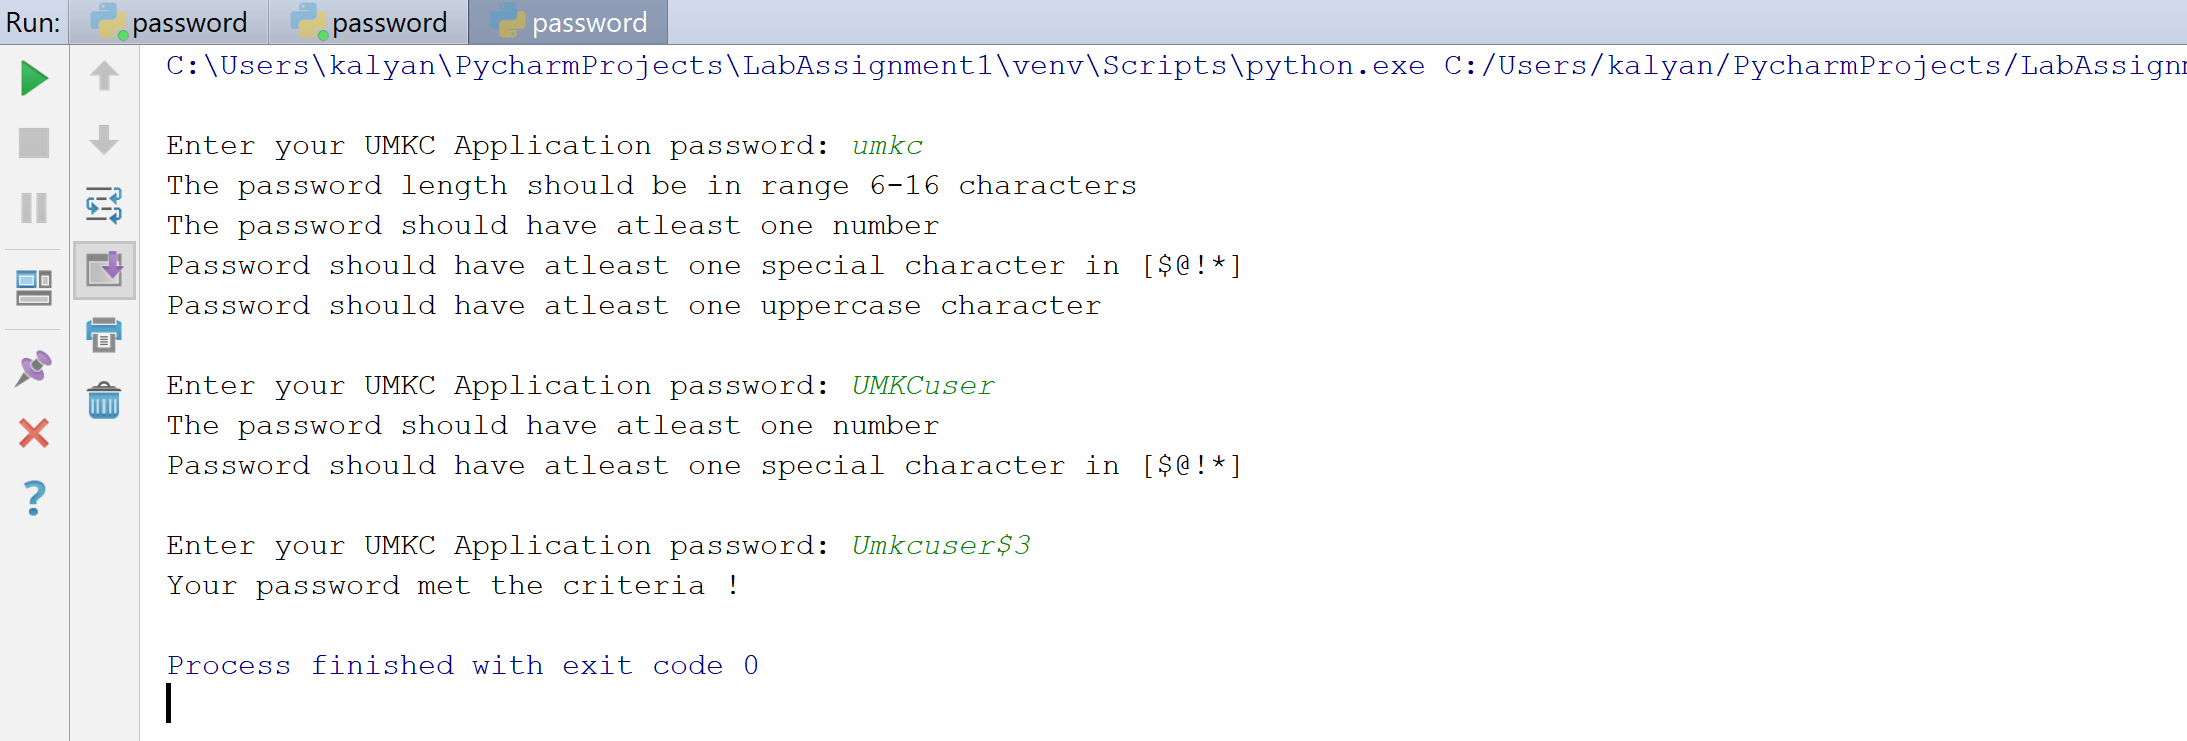 Run: password password password
C:\Users\kalyan\PycharmProjects\LabAssignment1\venv\Scripts\python.exe C:/Users/kalyan/PycharmProjects/LabAssign
Enter your UMKC Application password: umkc
The password length should be in range 6-16 characters
The password should have atleast one number
Password should have atleast one special character in [$@!*]
Password should have atleast one uppercase character
Enter your UMKC Application password: UMKCuser
The password should have atleast one number
Password should have atleast one special character in [$@!*]
Enter your UMKC Application password: Umkcuser$3
Your password met the criteria !
Process finished with exit code 0